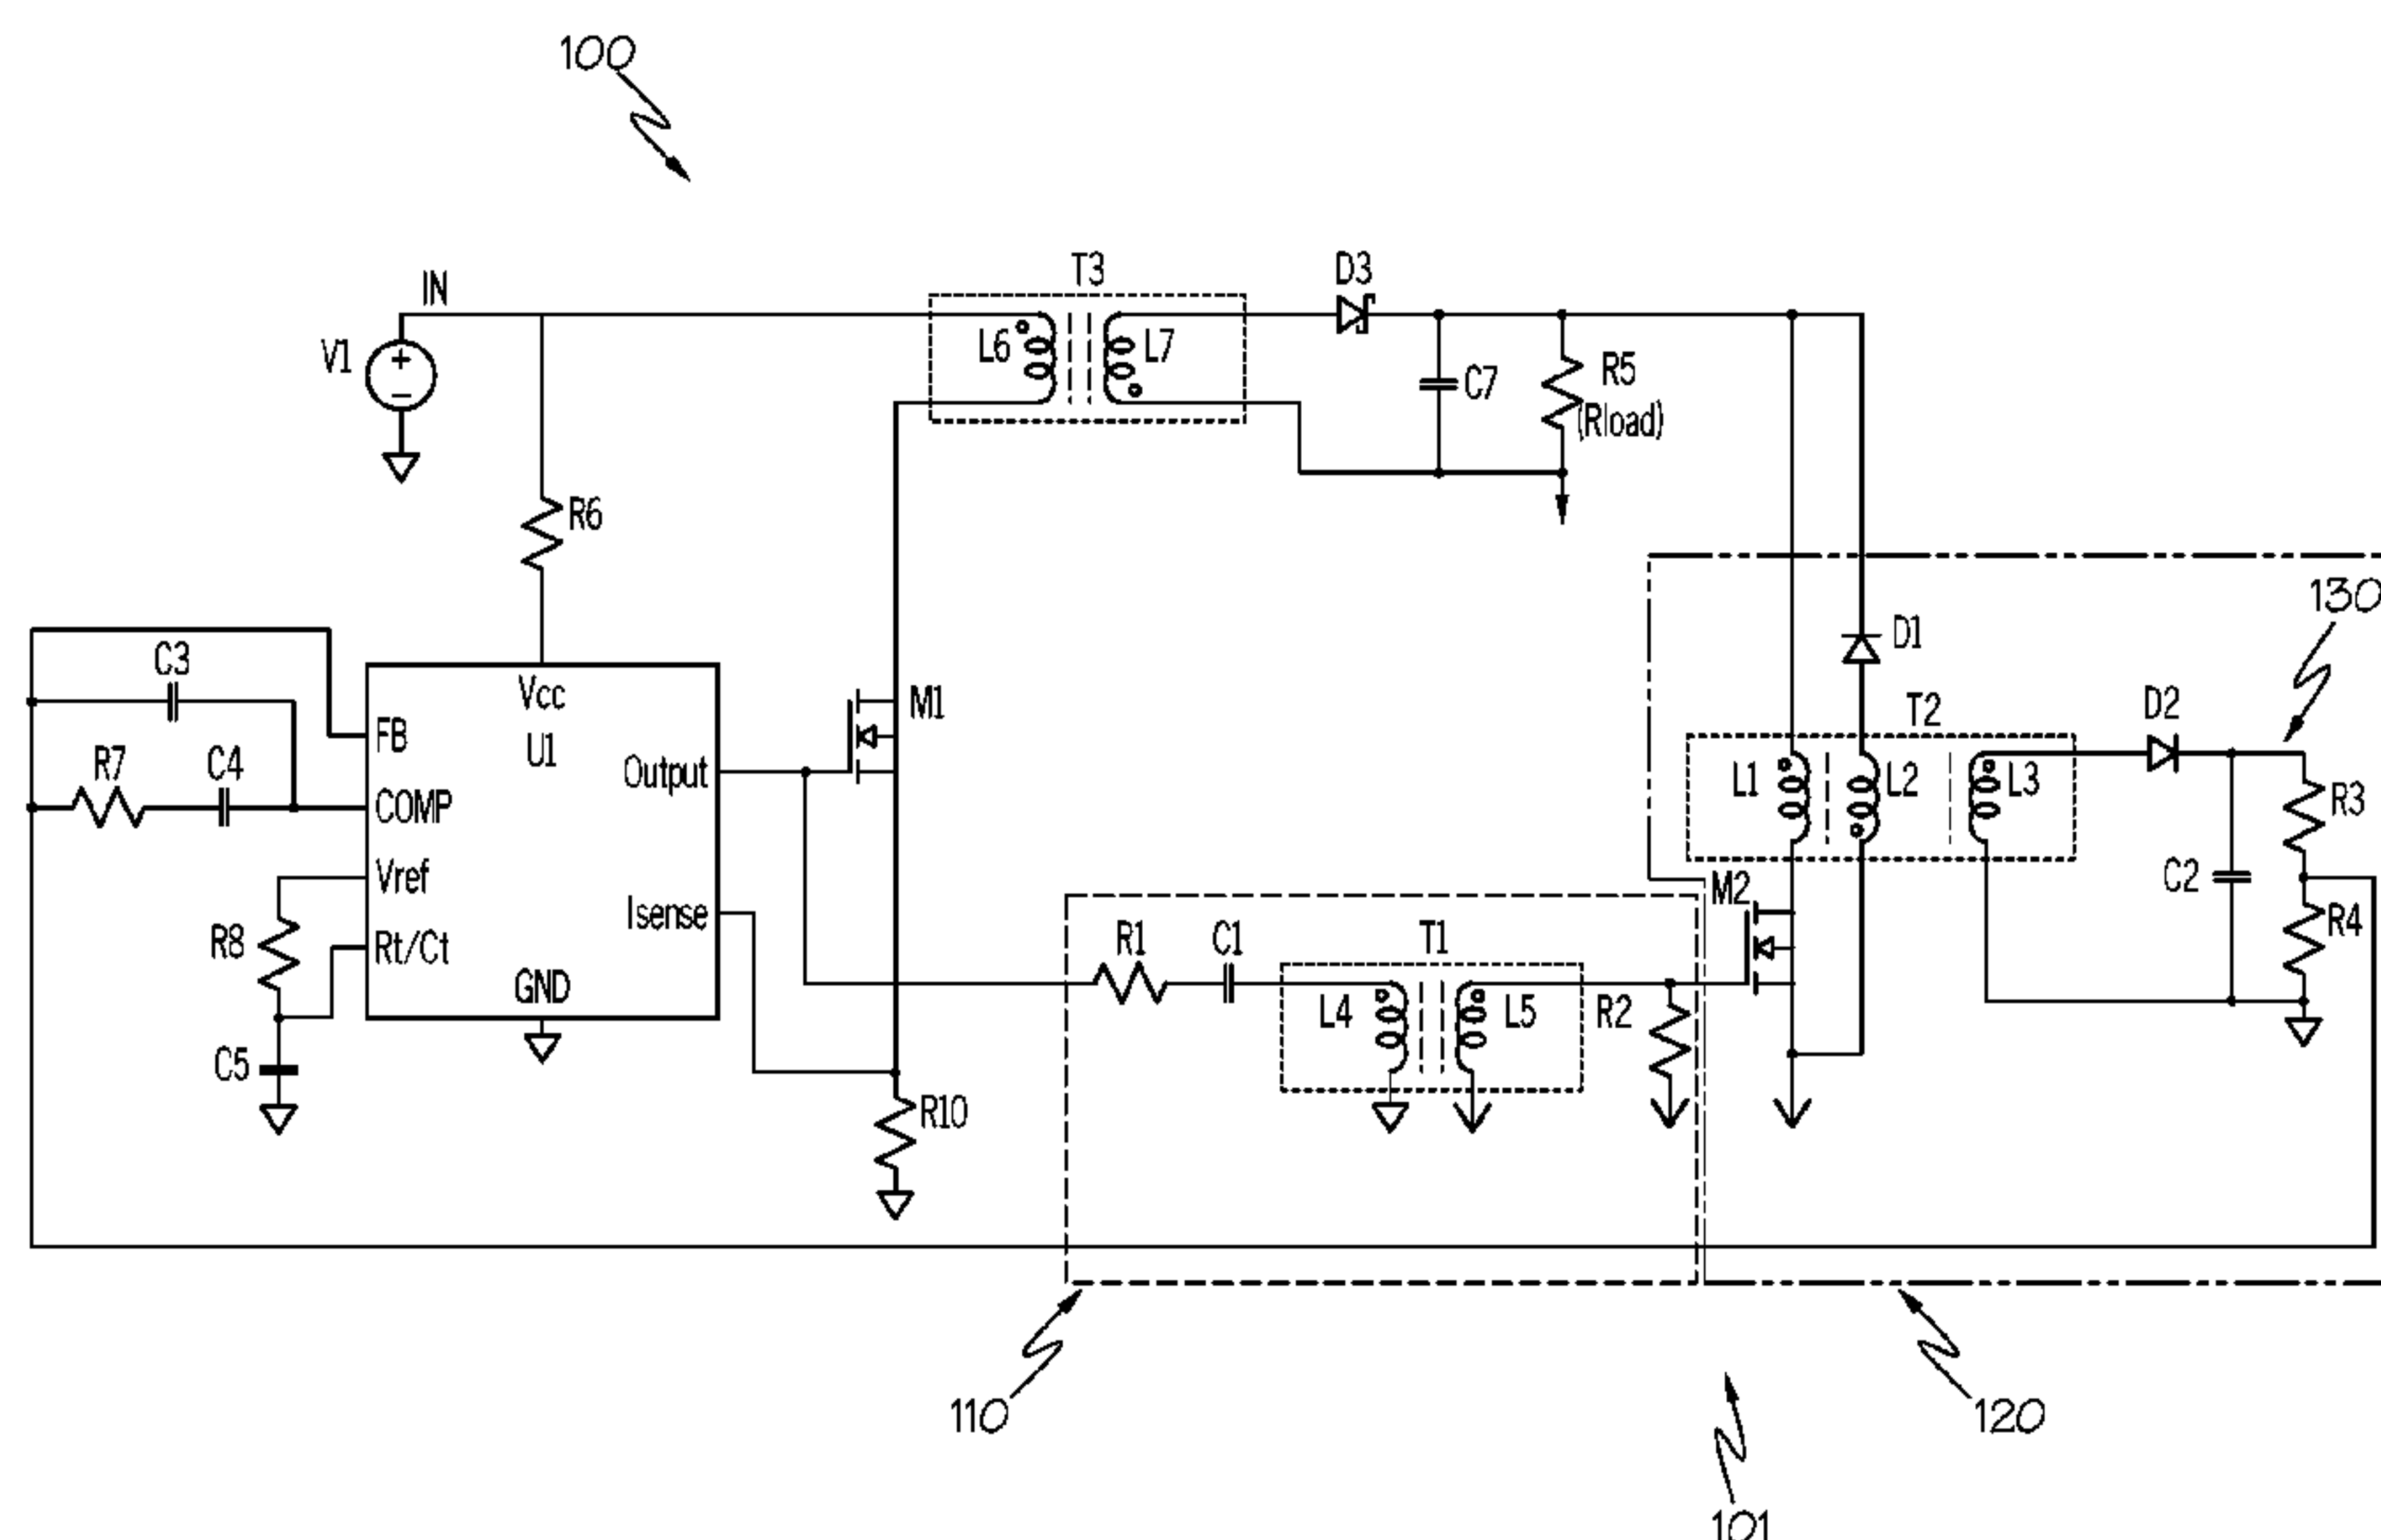 100
IN
T3
D3
V1
L6
L7
C7
R5
(Rload)
R6
130
D1
C3
Vcc
U1
M1
FB
T2
D2
R7
C4
Output
L1
L2
L3
R3
COMP
Vref
M2
C2
R4
Isense
R8
Rt/Ct
R1
C1
T1
GND
L4
L5
R2
C5
R10
110
120
101